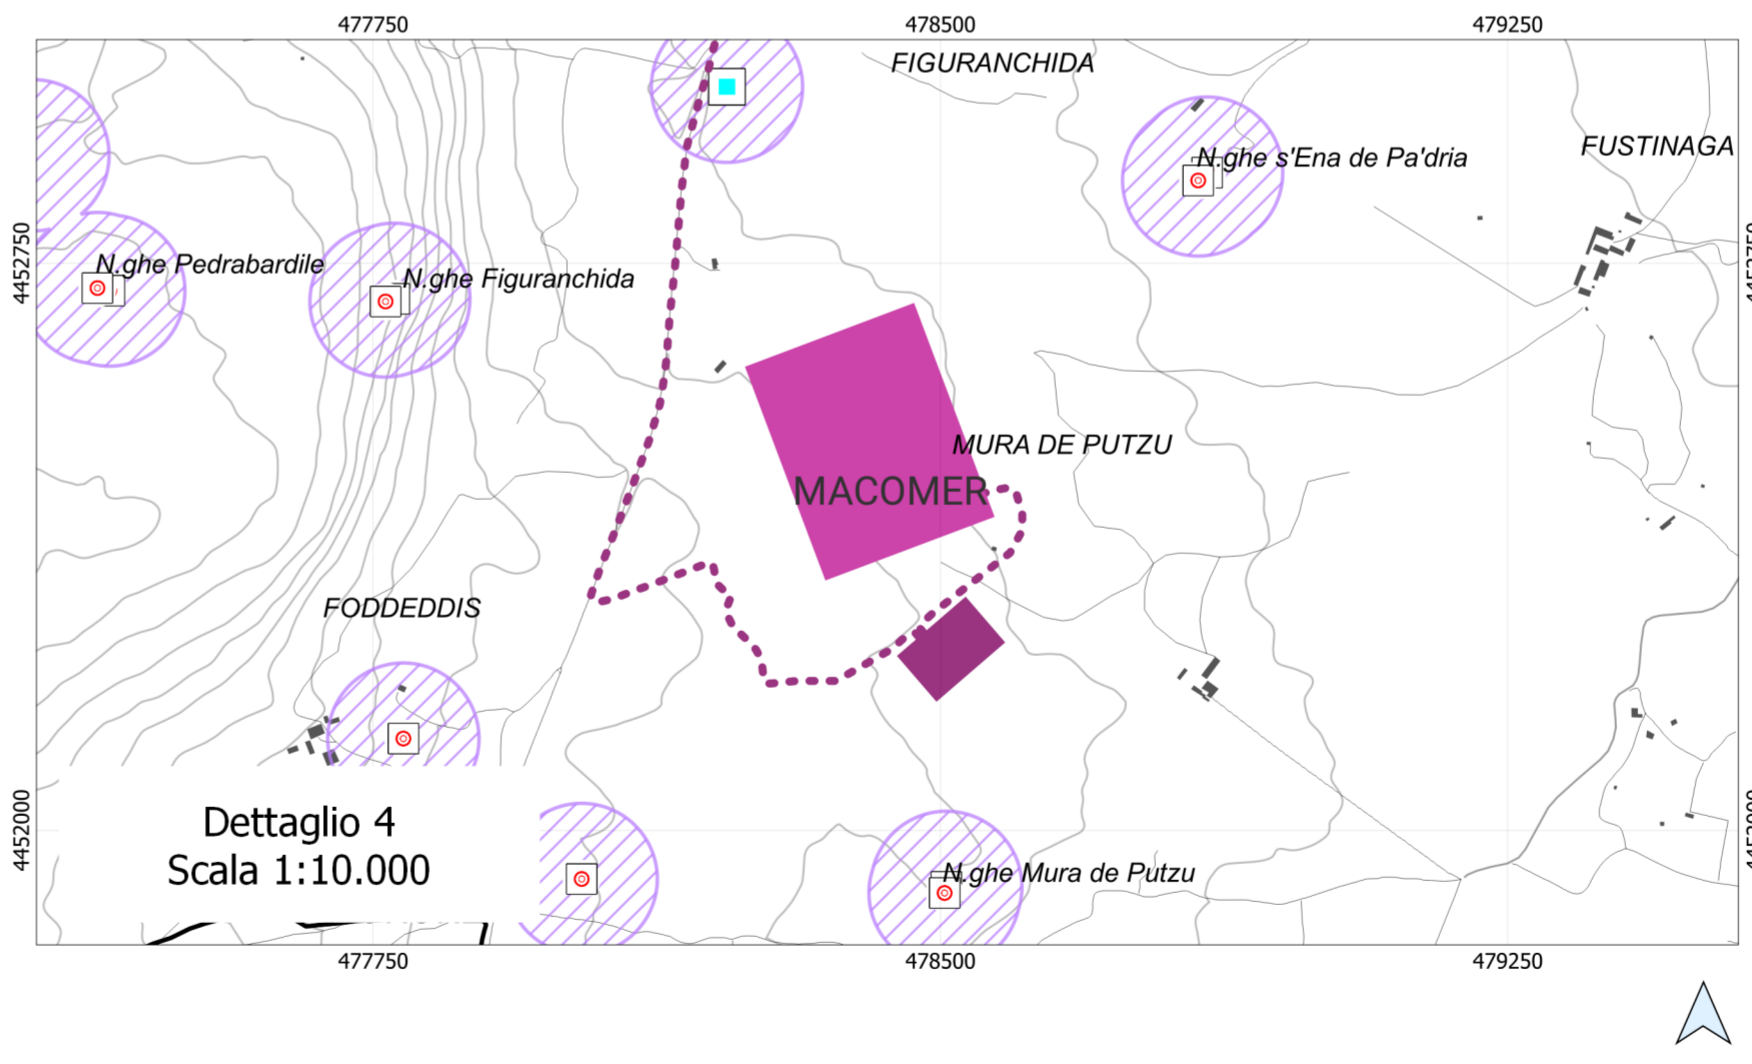 477750 478500 479250
FIGURANCHIDA
FUSTINAGA
N.ghe s'Ena de Pa'dria
4452750
N.ghe Pedrabardile
N.ghe Figuranchida
MURA DE PUTZU
MACOMER
FODDEDDIS
4452000
Dettaglio 4
Scala 1:10.000
N.ghe Mura de Putzu
477750 478500 479250